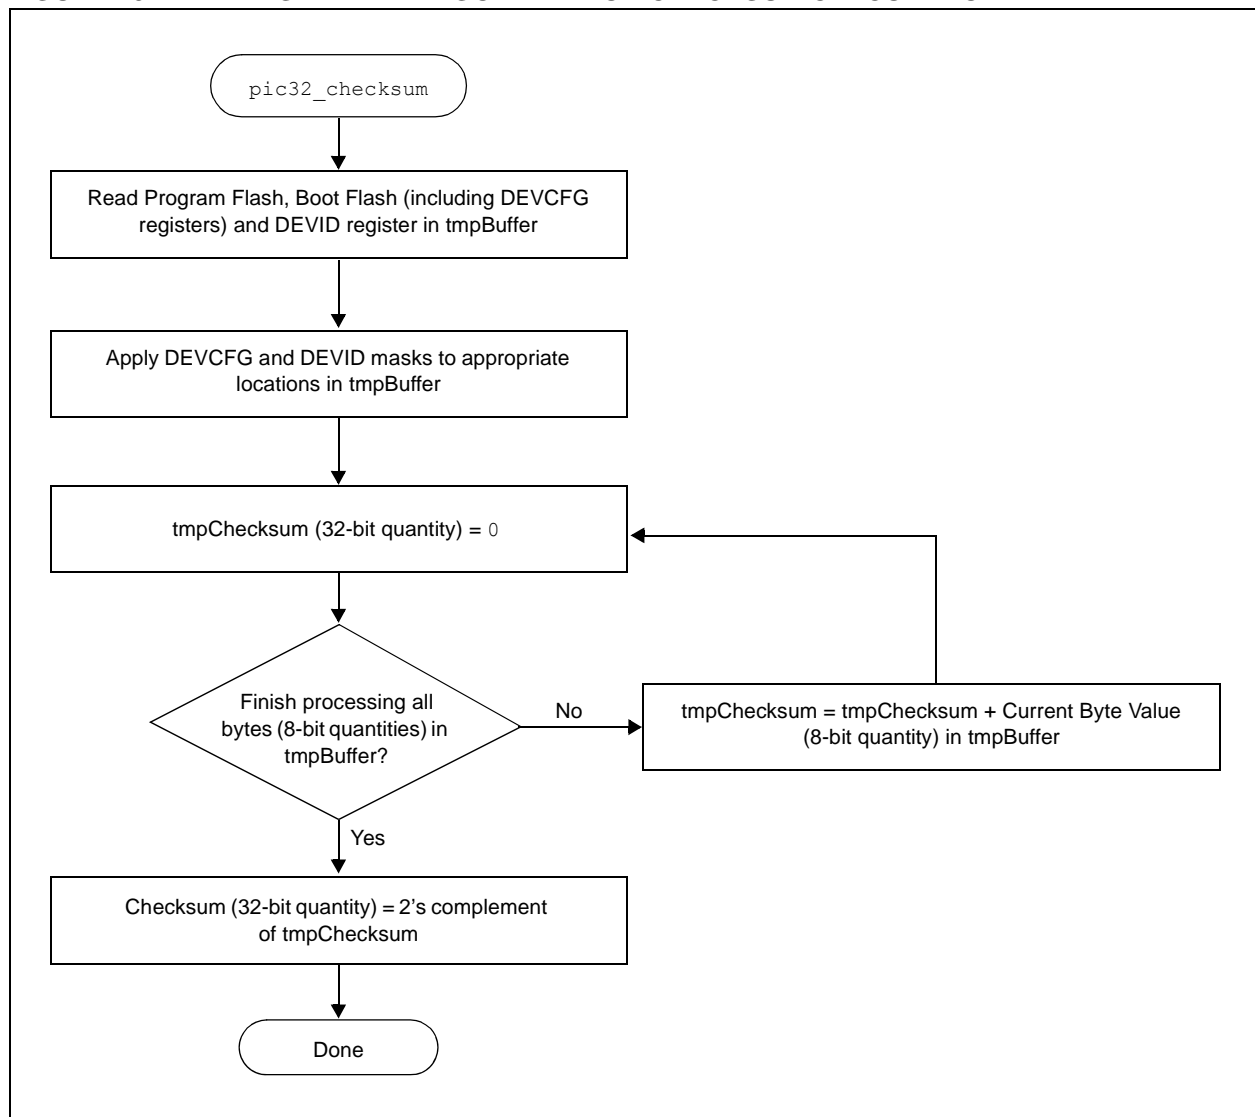 pic32_checksum
Read Program Flash, Boot Flash (including DEVCFG
registers) and DEVID register in tmpBuffer
Apply DEVCFG and DEVID masks to appropriate
locations in tmpBuffer
tmpChecksum (32-bit quantity) = 0
Finish processing all
bytes (8-bit quantities) in
tmpBuffer?
No
tmpChecksum = tmpChecksum + Current Byte Value
(8-bit quantity) in tmpBuffer
Yes
Checksum (32-bit quantity) = 2's complement
of tmpChecksum
Done